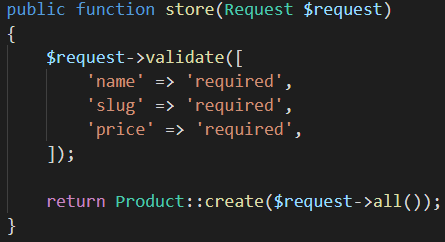 public function store(Request $request)
{
    $request->validate([
        'name' => 'required',
        'slug' => 'required',
        'price' => 'required',
    ]);
    return Product::create($request->all());
}